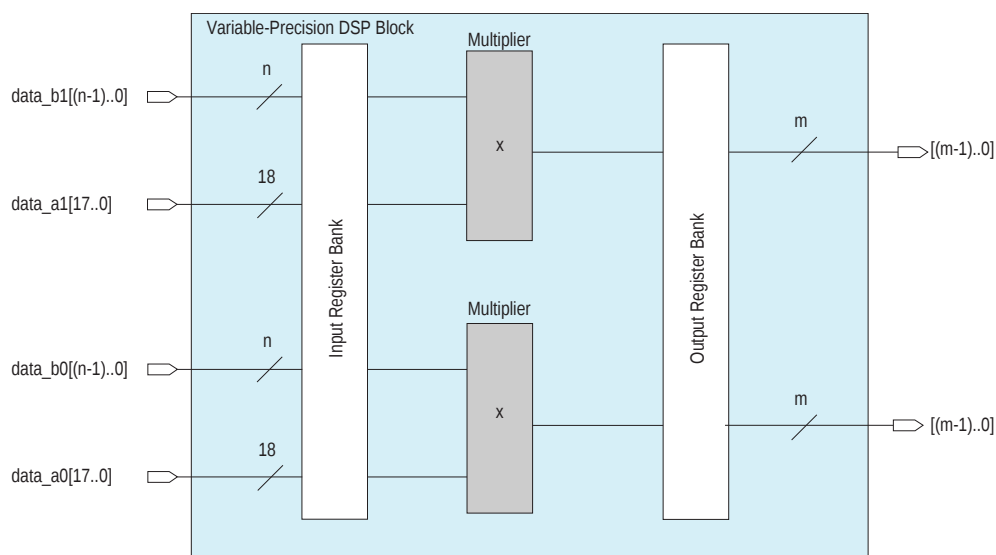 Variable-Precision DSP Block
Multiplier
n
data_b1[(n-1)..0]
m
x
[(m-1)..0]
18
data_a1[17..0]
Input Register Bank
Output Register Bank
Multiplier
n
data_b0[(n-1)..0]
m
x
[(m-1)..0]
18
data_a0[17..0]